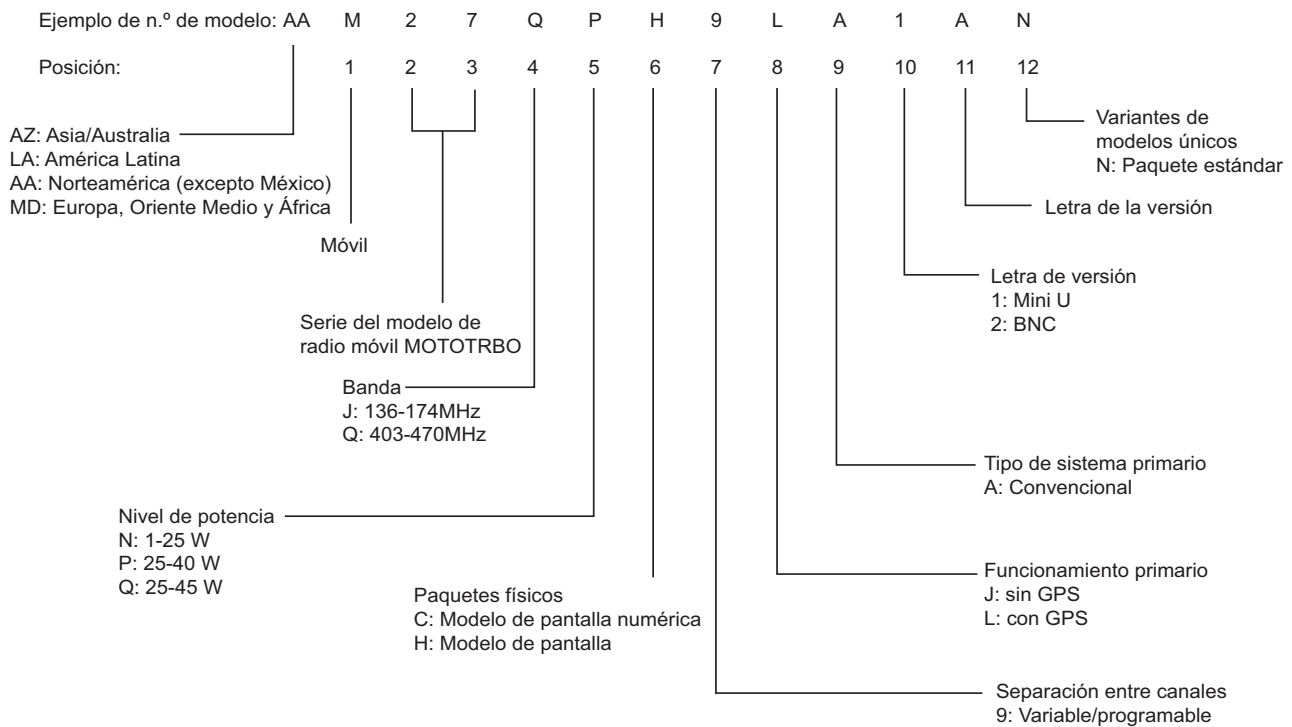 Ejemplo de n.º de modelo: AA M 2 7 Q P H 9 L A 1 A N
Posición: 1 2 3 4 5 6 7 8 9 10 11 12
AZ: Asia/Australia
LA: América Latina
AA: Norteamérica (excepto México)
MD: Europa, Oriente Medio y África
Móvil
Serie del modelo de
radio móvil MOTOTRBO
Banda
J: 136-174MHz
Q: 403-470MHz
Nivel de potencia
N: 1-25 W
P: 25-40 W
Q: 25-45 W
Paquetes físicos
C: Modelo de pantalla numérica
H: Modelo de pantalla
Variantes de
modelos únicos
N: Paquete estándar
Letra de la versión
Letra de versión
1: Mini U
2: BNC
Tipo de sistema primario
A: Convencional
Funcionamiento primario
J: sin GPS
L: con GPS
Separación entre canales
9: Variable/programable